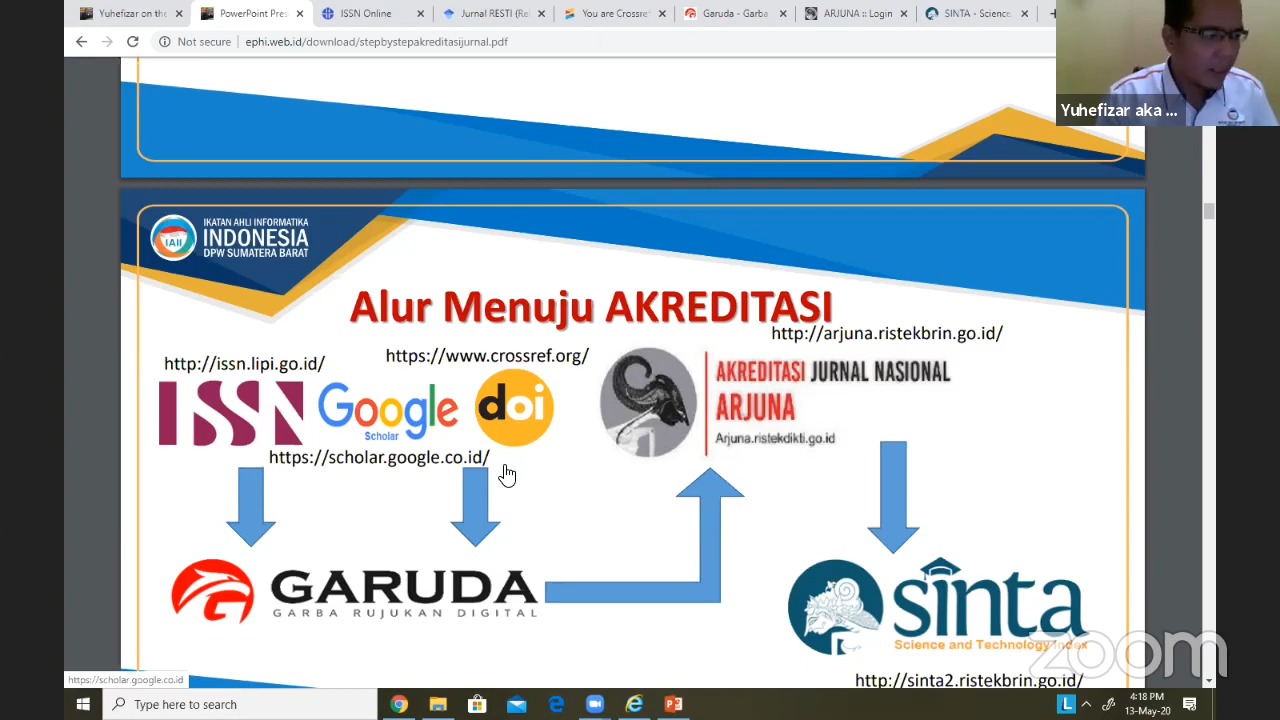 Yuhefizar on the
PowerPoint Pres
ISSN Online
Jurnal RESTI (Re
You are Crossre
Garuda - Garba
ARJUNA :: Login
SINTA - Science
Not secure
ephi.web.id/download/stepbystepakreditasijurnal.pdf
Yuhefizar aka ...
IKATAN AHLI INFORMATIKA
INDONESIA
DPW SUMATERA BARAT
IAII
Alur Menuju AKREDITASI
http://arjuna.ristekbrin.go.id/
http://issn.lipi.go.id/
https://www.crossref.org/
ISSN
Google
Scholar
doi
AKREDITASI JURNAL NASIONAL
ARJUNA
Arjuna.ristekdikti.go.id
https://scholar.google.co.id/
GARUDA
GARBA RUJUKAN DIGITAL
sinta
Science and Technology Index
zoom
http://sinta2.ristekbrin.go.id/
https://scholar.google.co.id
Type here to search
4:18 PM
13-May-20